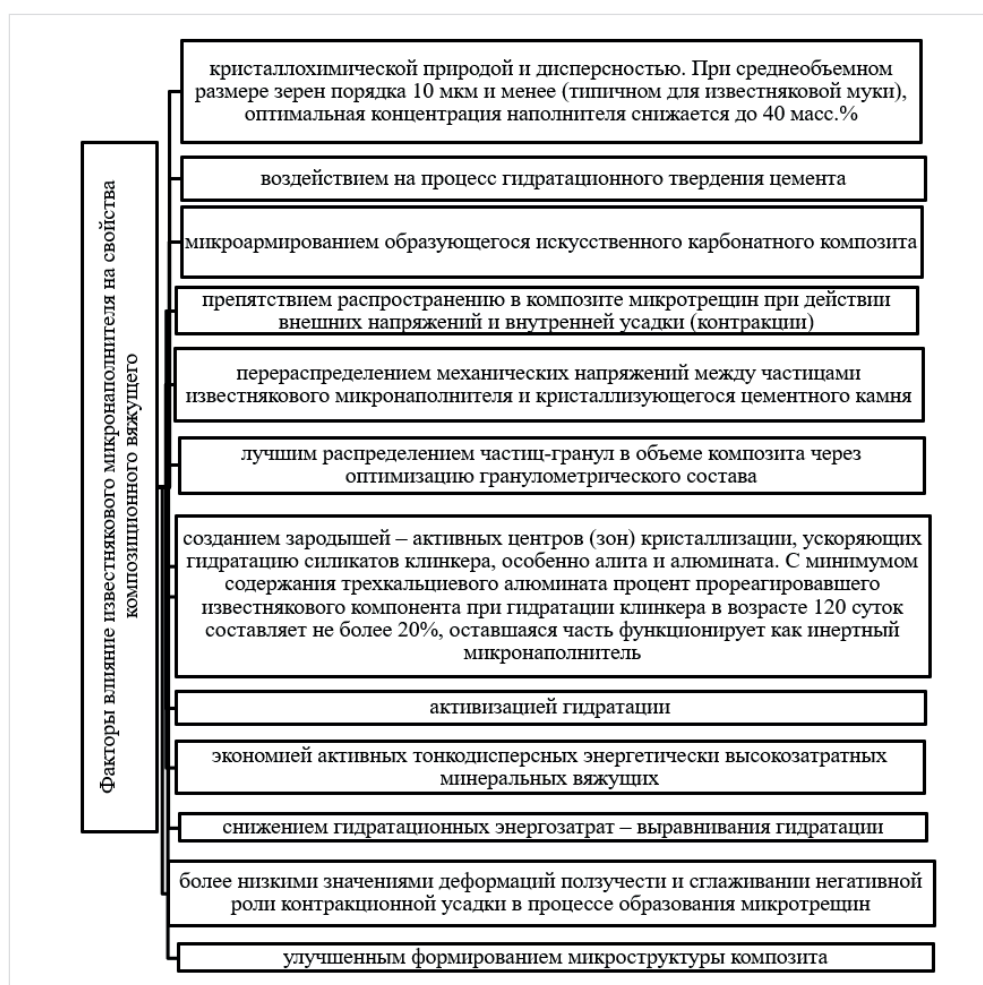 Факторы влияние известнякового микронаполнителя на свойства
композиционного вяжущего
кристаллохимической природой и дисперсностью. При среднеобъемном
размере зерен порядка 10 мкм и менее (типичном для известняковой муки),
оптимальная концентрация наполнителя снижается до 40 масс.%
воздействием на процесс гидратационного твердения цемента
микроармированием образующегося искусственного карбонатного композита
препятствием распространению в композите микротрещин при действии
внешних напряжений и внутренней усадки (контракции)
перераспределением механических напряжений между частицами
известнякового микронаполнителя и кристаллизующегося цементного камня
лучшим распределением частиц-гранул в объеме композита через
оптимизацию гранулометрического состава
созданием зародышей – активных центров (зон) кристаллизации, ускоряющих
гидратацию силикатов клинкера, особенно алита и алюмината. С минимумом
содержания трехкальциевого алюмината процент прореагировавшего
известнякового компонента при гидратации клинкера в возрасте 120 суток
составляет не более 20%, оставшаяся часть функционирует как инертный
микронаполнитель
активизацией гидратации
экономией активных тонкодисперсных энергетически высокозатратных
минеральных вяжущих
снижением гидратационных энергозатрат – выравнивания гидратации
более низкими значениями деформаций ползучести и сглаживании негативной
роли контракционной усадки в процессе образования микротрещин
улучшенным формированием микроструктуры композита